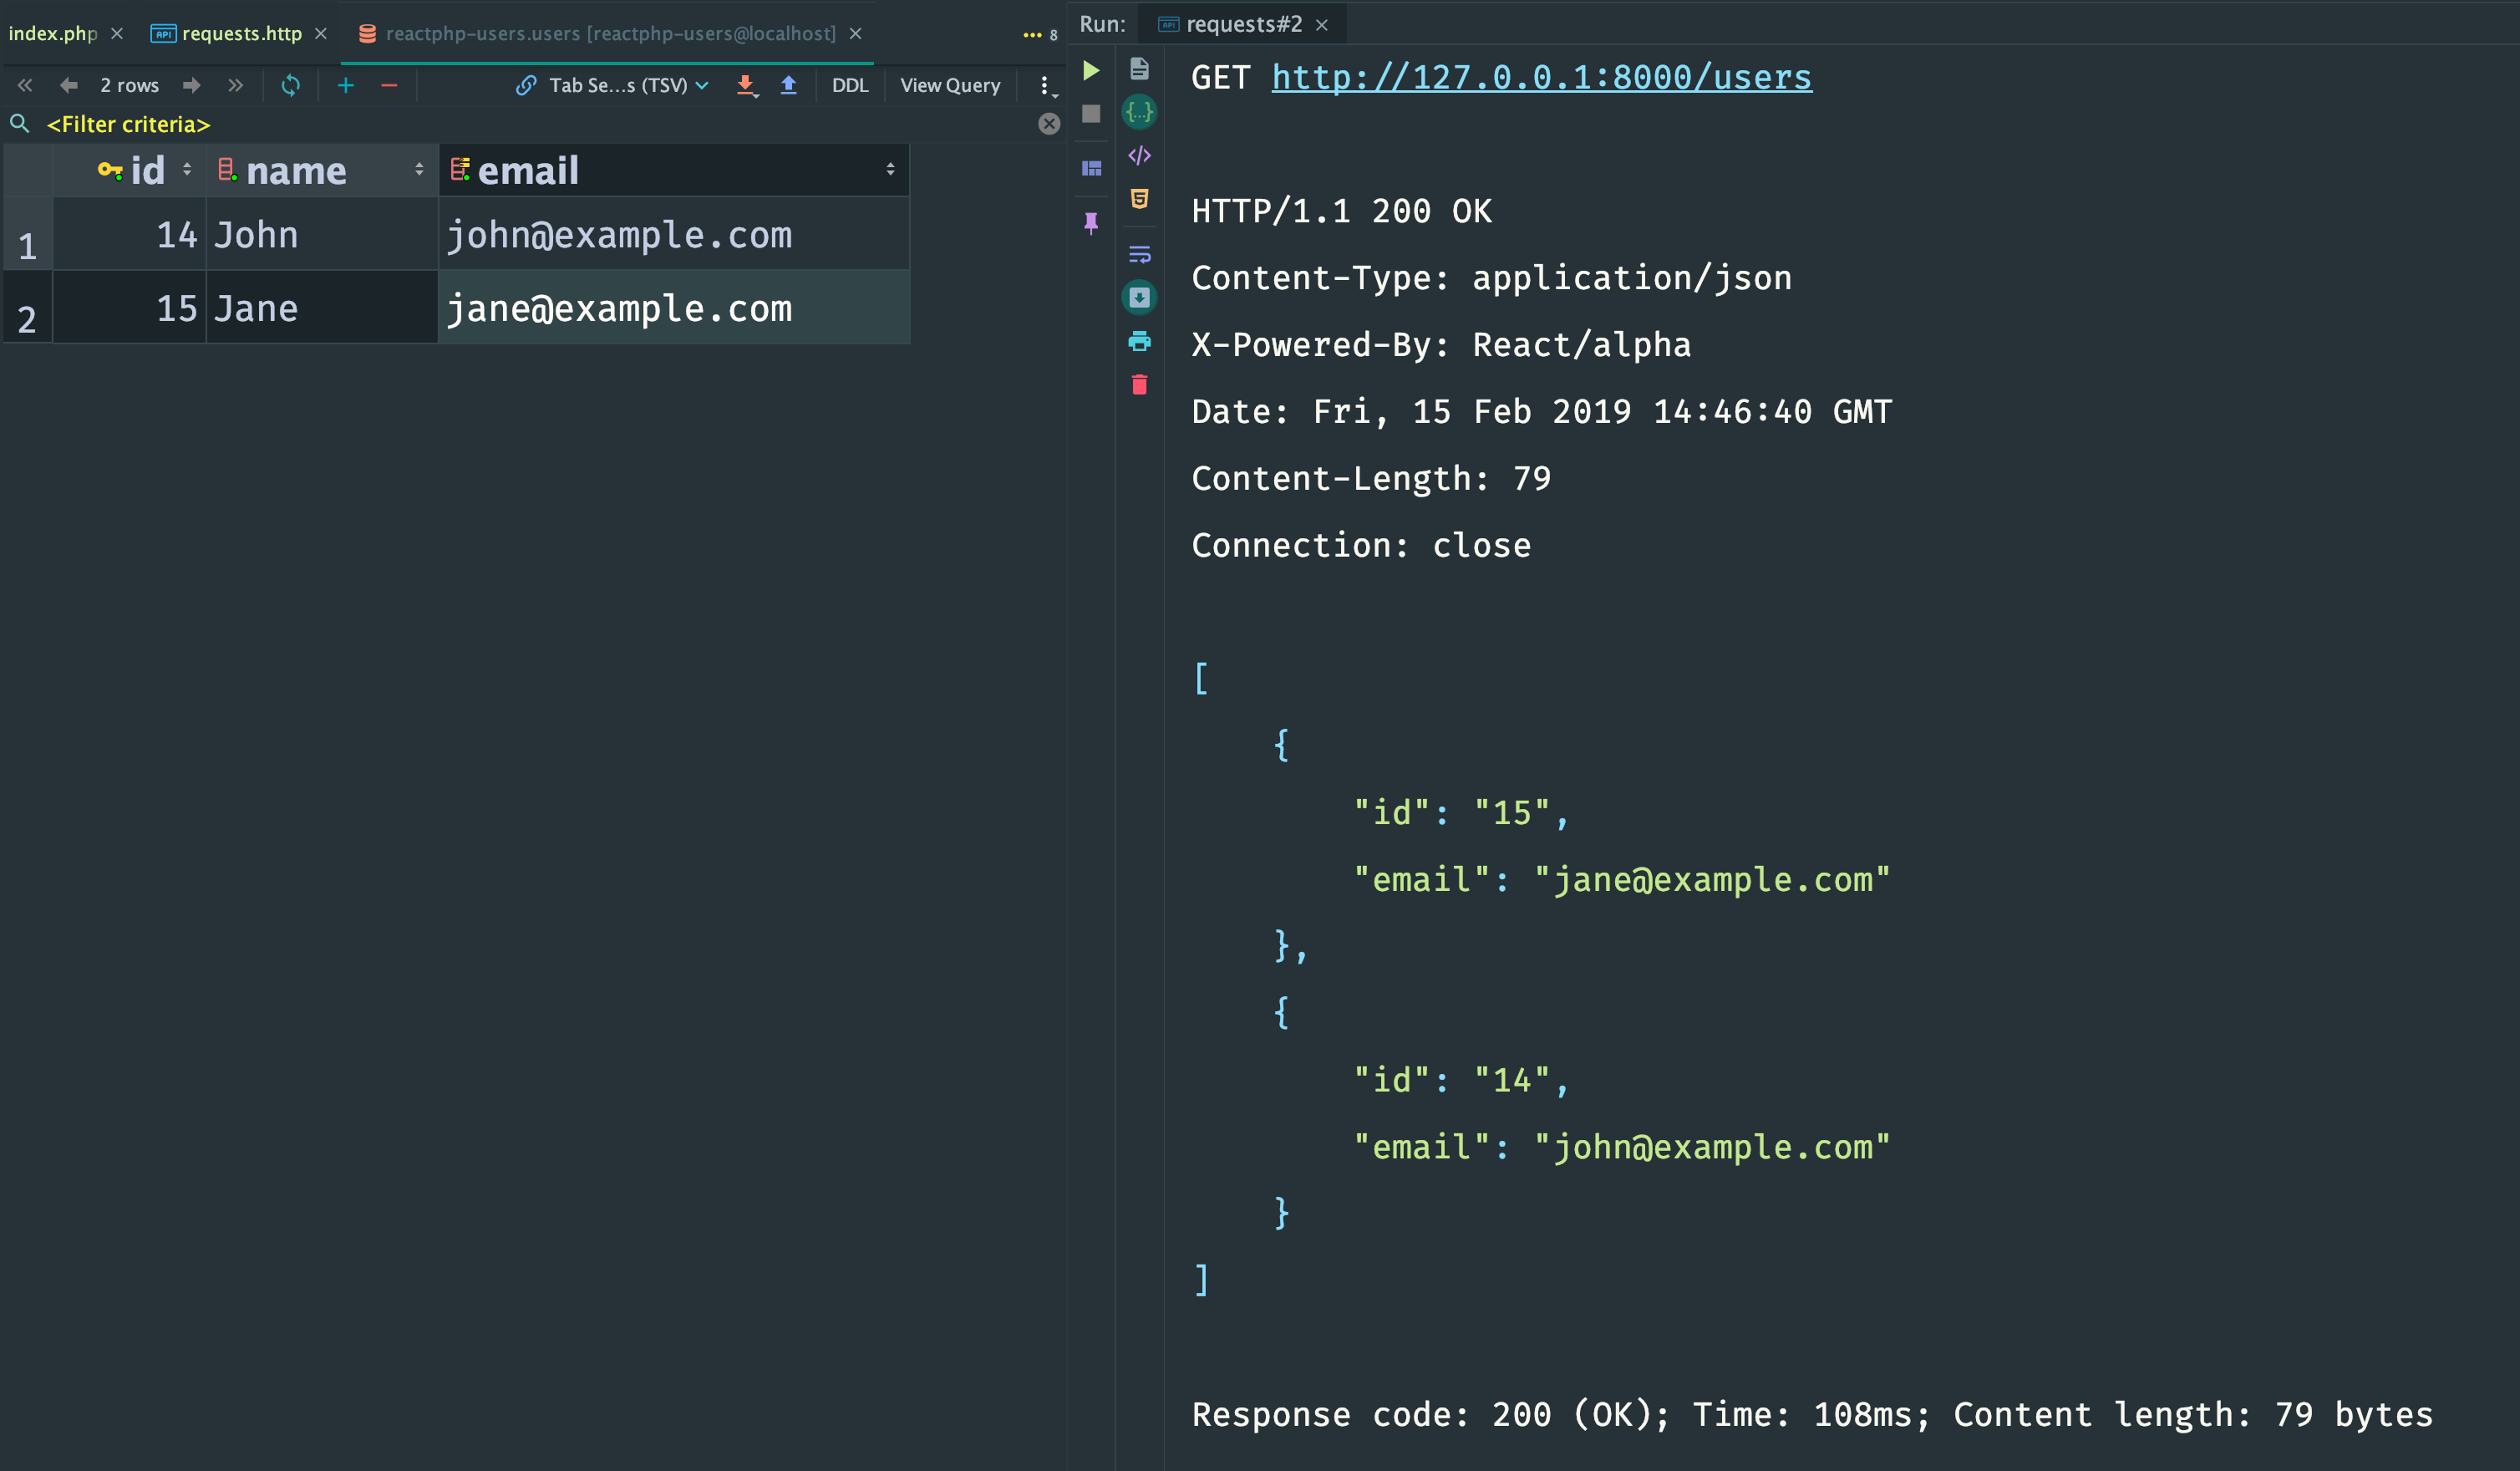 index.php
requests.http
reactphp-users.users [reactphp-users@localhost]
8
2 rows
Tab Se...s (TSV)
DDL
View Query
<Filter criteria>
id name email
1 14 John john@example.com
2 15 Jane jane@example.com
Run: requests#2
GET http://127.0.0.1:8000/users
HTTP/1.1 200 OK
Content-Type: application/json
X-Powered-By: React/alpha
Date: Fri, 15 Feb 2019 14:46:40 GMT
Content-Length: 79
Connection: close
[
{
"id": "15",
"email": "jane@example.com"
},
{
"id": "14",
"email": "john@example.com"
}
]
Response code: 200 (OK); Time: 108ms; Content length: 79 bytes